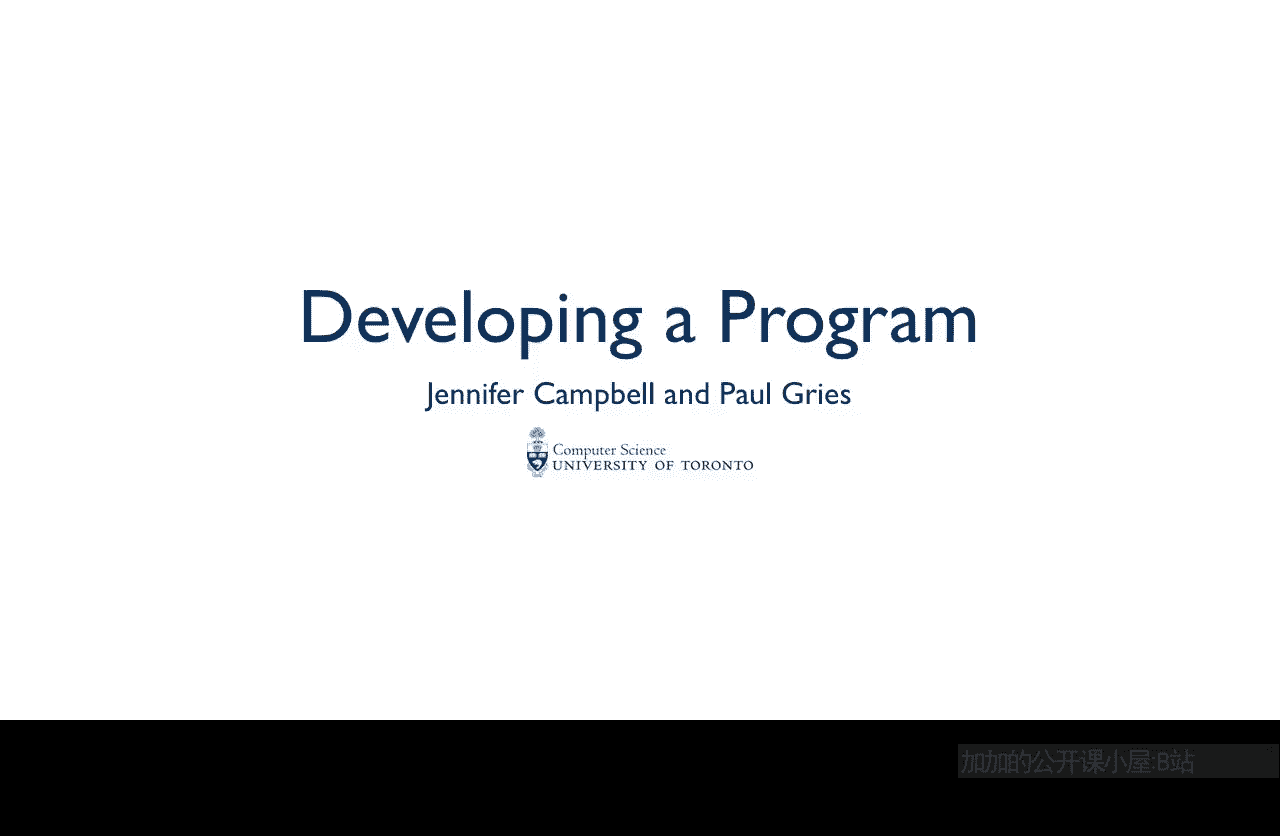 Developing a Program
Jennifer Campbell and Paul Gries
Computer Science
UNIVERSITY OF TORONTO
加加的公开课小屋:B站